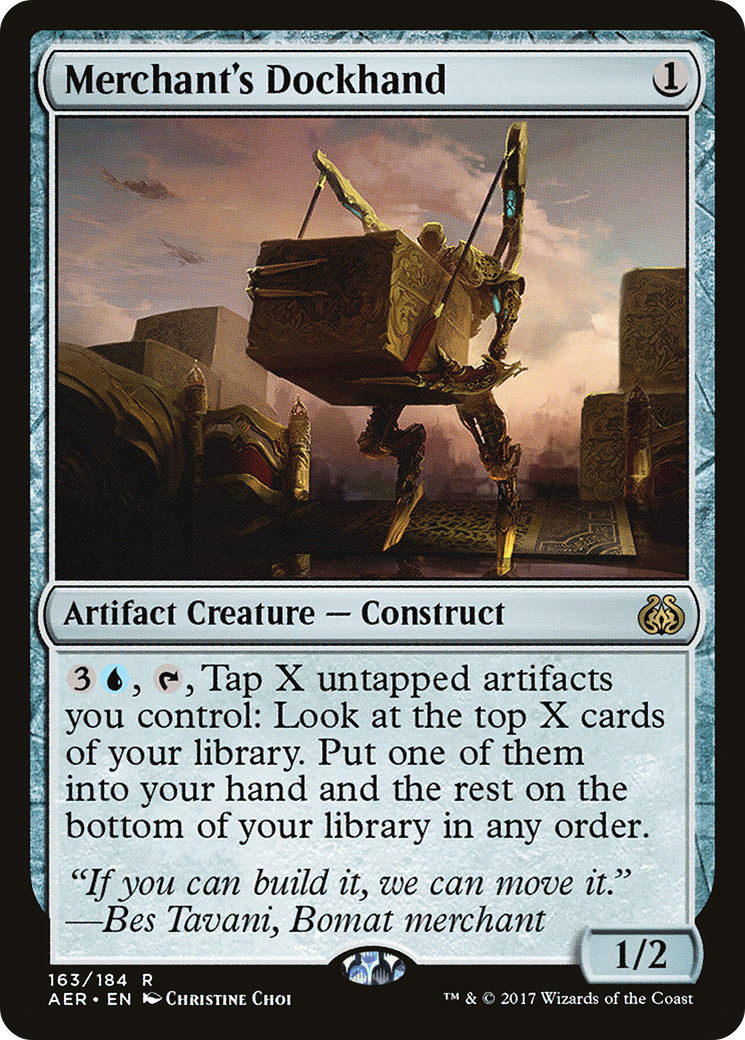 Merchant's Dockhand 1
Artifact Creature — Construct
3 , , Tap X untapped artifacts
you control: Look at the top X cards
of your library. Put one of them
into your hand and the rest on the
bottom of your library in any order.
“If you can build it, we can move it.”
—Bes Tavani, Bomat merchant
1/2
163/184 R
AER • EN Christine Choi
™ & © 2017 Wizards of the Coast